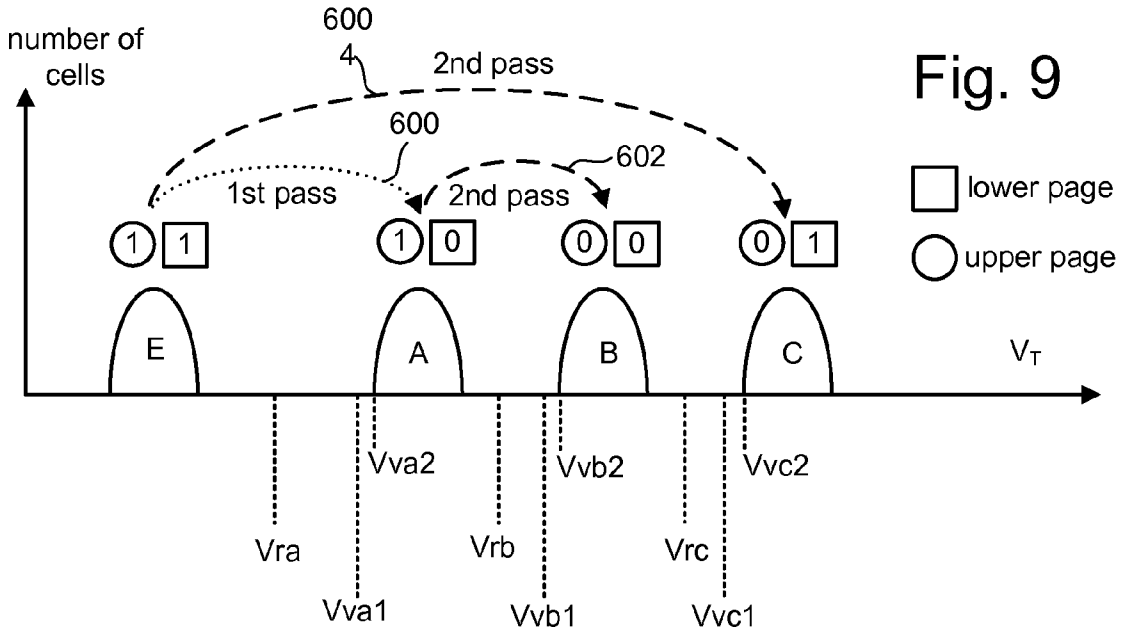 600
4
number of
cells
2nd pass
Fig. 9
600
602
1st pass
2nd pass
lower page
1 1
1 0
0 0
0 1
upper page
E
A
B
C
VT
Vva2
Vvb2
Vvc2
Vra
Vrb
Vrc
Vva1
Vvb1
Vvc1